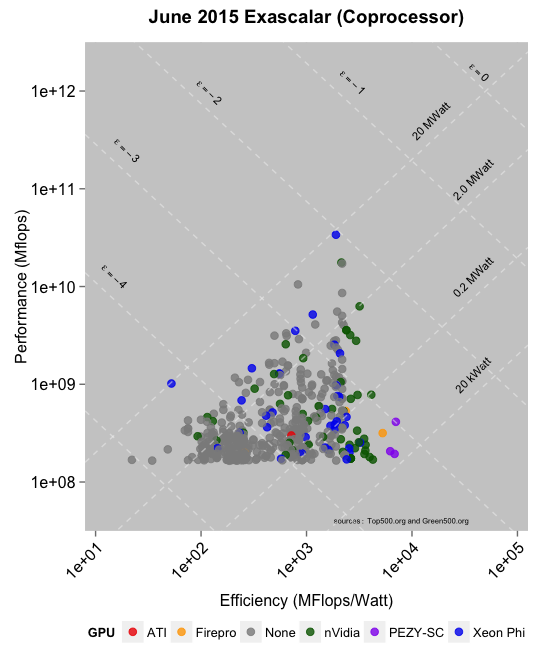 June 2015 Exascalar (Coprocessor)
ε = 0
ε = −1
ε = −2
1e+12
20 MWatt
ε = −3
1e+11
2.0 MWatt
ε = −4
1e+10
0.2 MWatt
Performance (Mflops)
1e+09
20 kWatt
1e+08
sources: Top500.org and Green500.org
1e+01 1e+02 1e+03 1e+04 1e+05
Efficiency (MFlops/Watt)
GPU ATI Firepro None nVidia PEZY-SC Xeon Phi